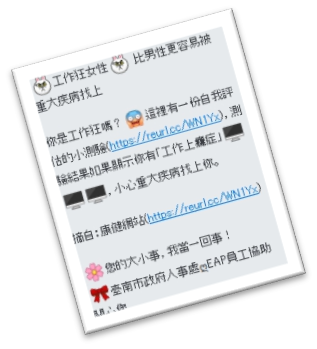 工作狂女性 比男性更容易被
重大疾病找上
你是工作狂嗎？ 這裡有一份自我評
估的小測驗(https://reurl.cc/WN1Yx), 測
驗結果如果顯示你有「工作上癮症」
, 小心重大疾病找上你。
摘自:康健網站(https://reurl.cc/WN1Yx)
您的大小事，我當一回事！
臺南市政府人事處@EAP員工協助
關心您